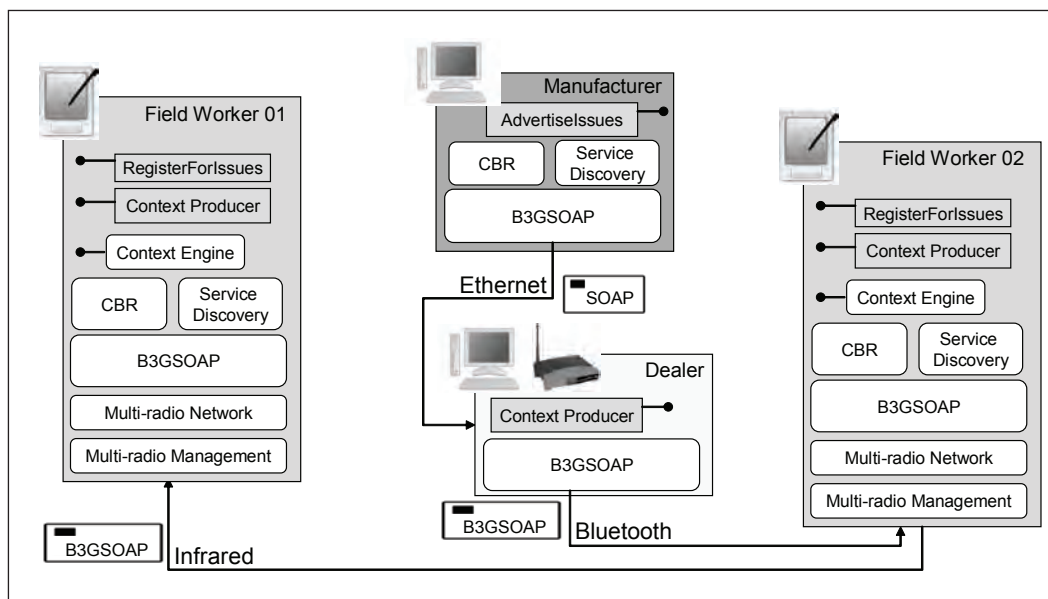 Field Worker 01
RegisterForIssues
Context Producer
Context Engine
CBR
Service
Discovery
B3GSOAP
Multi-radio Network
Multi-radio Management
Manufacturer
AdvertiseIssues
CBR
Service
Discovery
B3GSOAP
Ethernet
SOAP
Dealer
Context Producer
B3GSOAP
B3GSOAP
Bluetooth
Field Worker 02
RegisterForIssues
Context Producer
Context Engine
CBR
Service
Discovery
B3GSOAP
Multi-radio Network
Multi-radio Management
B3GSOAP
Infrared